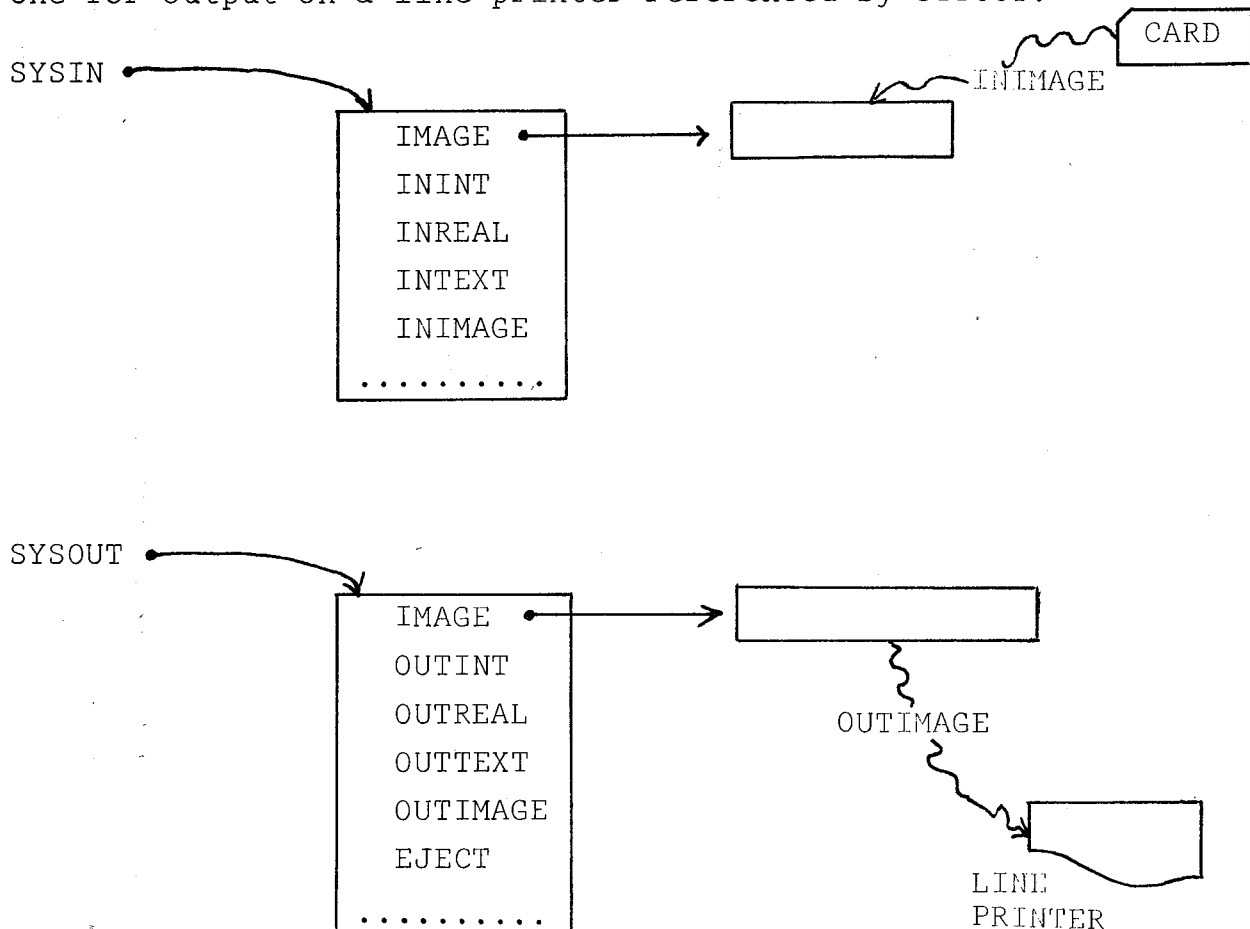 one for output on a line printer referenced by SYSOUT.
CARD
SYSIN
INIMAGE
IMAGE
ININT
INREAL
INTEXT
INIMAGE
..........
SYSOUT
IMAGE
OUTINT
OUTREAL
OUTTEXT
OUTIMAGE
EJECT
..........
OUTIMAGE
LINE
PRINTER